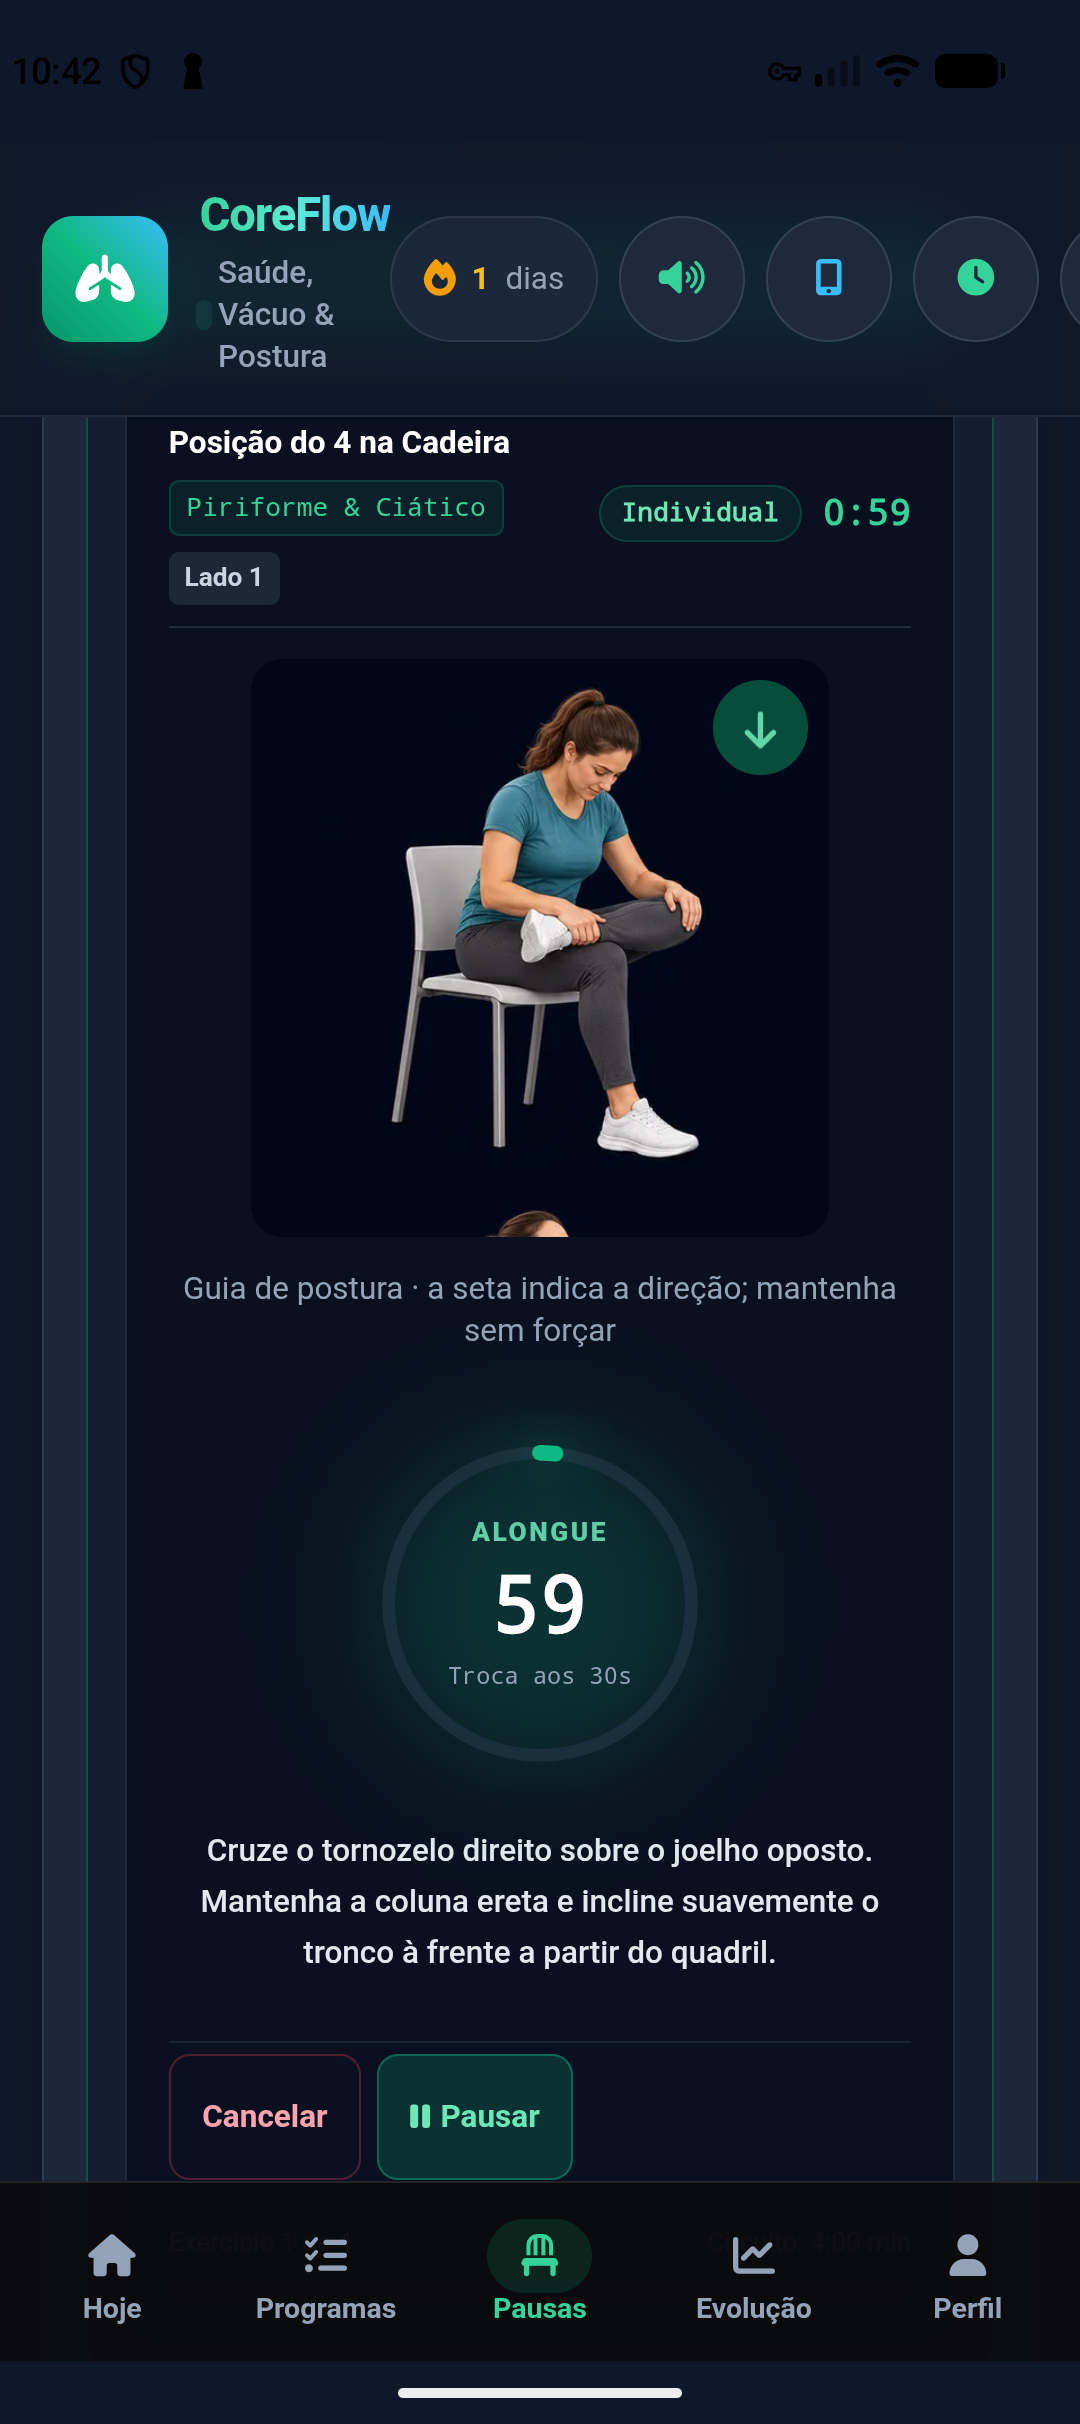 10:42
CoreFlow
Saúde,
Vácuo &
Postura
1 dias
Posição do 4 na Cadeira
Piriforme & Ciático
Individual 0:59
Lado 1
Guia de postura · a seta indica a direção; mantenha
sem forçar
ALONGUE
59
Troca aos 30s
Cruze o tornozelo direito sobre o joelho oposto.
Mantenha a coluna ereta e incline suavemente o
tronco à frente a partir do quadril.
Cancelar
Pausar
Hoje
Programas
Pausas
Evolução
Perfil